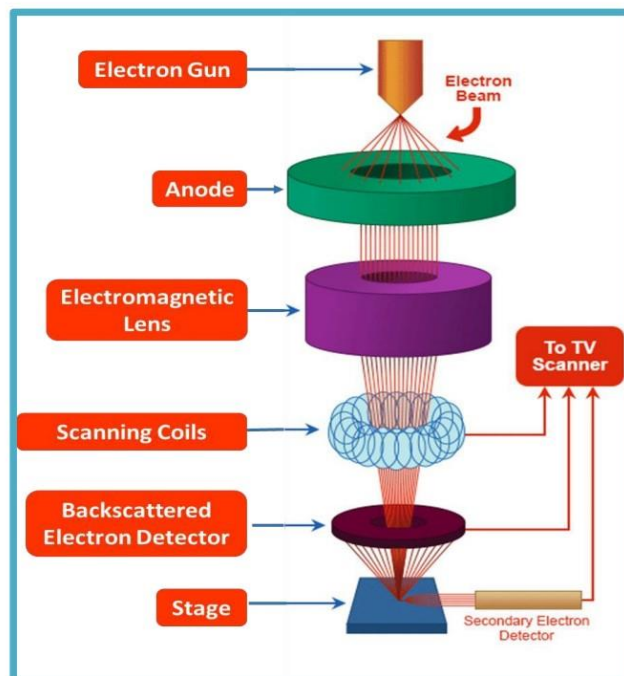 Electron Gun
Electron
Beam
Anode
Electromagnetic
Lens
To TV
Scanner
Scanning Coils
Backscattered
Electron Detector
Stage
Secondary Electron
Detector